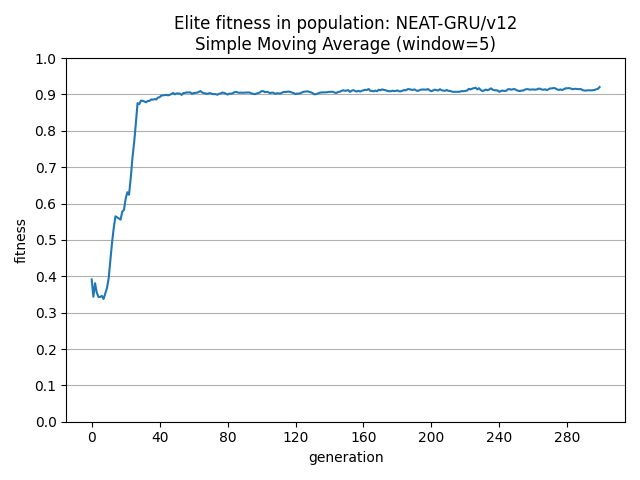 Elite fitness in population: NEAT-GRU/v12
Simple Moving Average (window=5)
1.0
0.9
0.8
0.7
0.6
0.5
0.4
0.3
0.2
0.1
0.0
fitness
0 40 80 120 160 200 240 280
generation